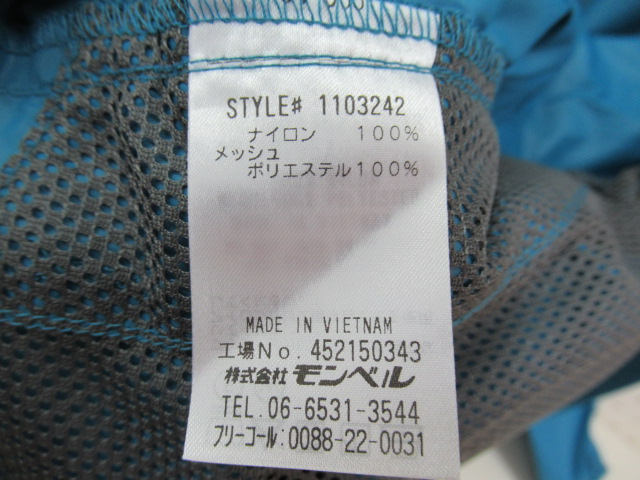 STYLE# 1103242
ナイロン 100%
メッシュ
ポリエステル100%
MADE IN VIETNAM
工場No. 452150343
株式会社 モンベル
TEL. 06-6531-3544
フリーコール:0088-22-0031